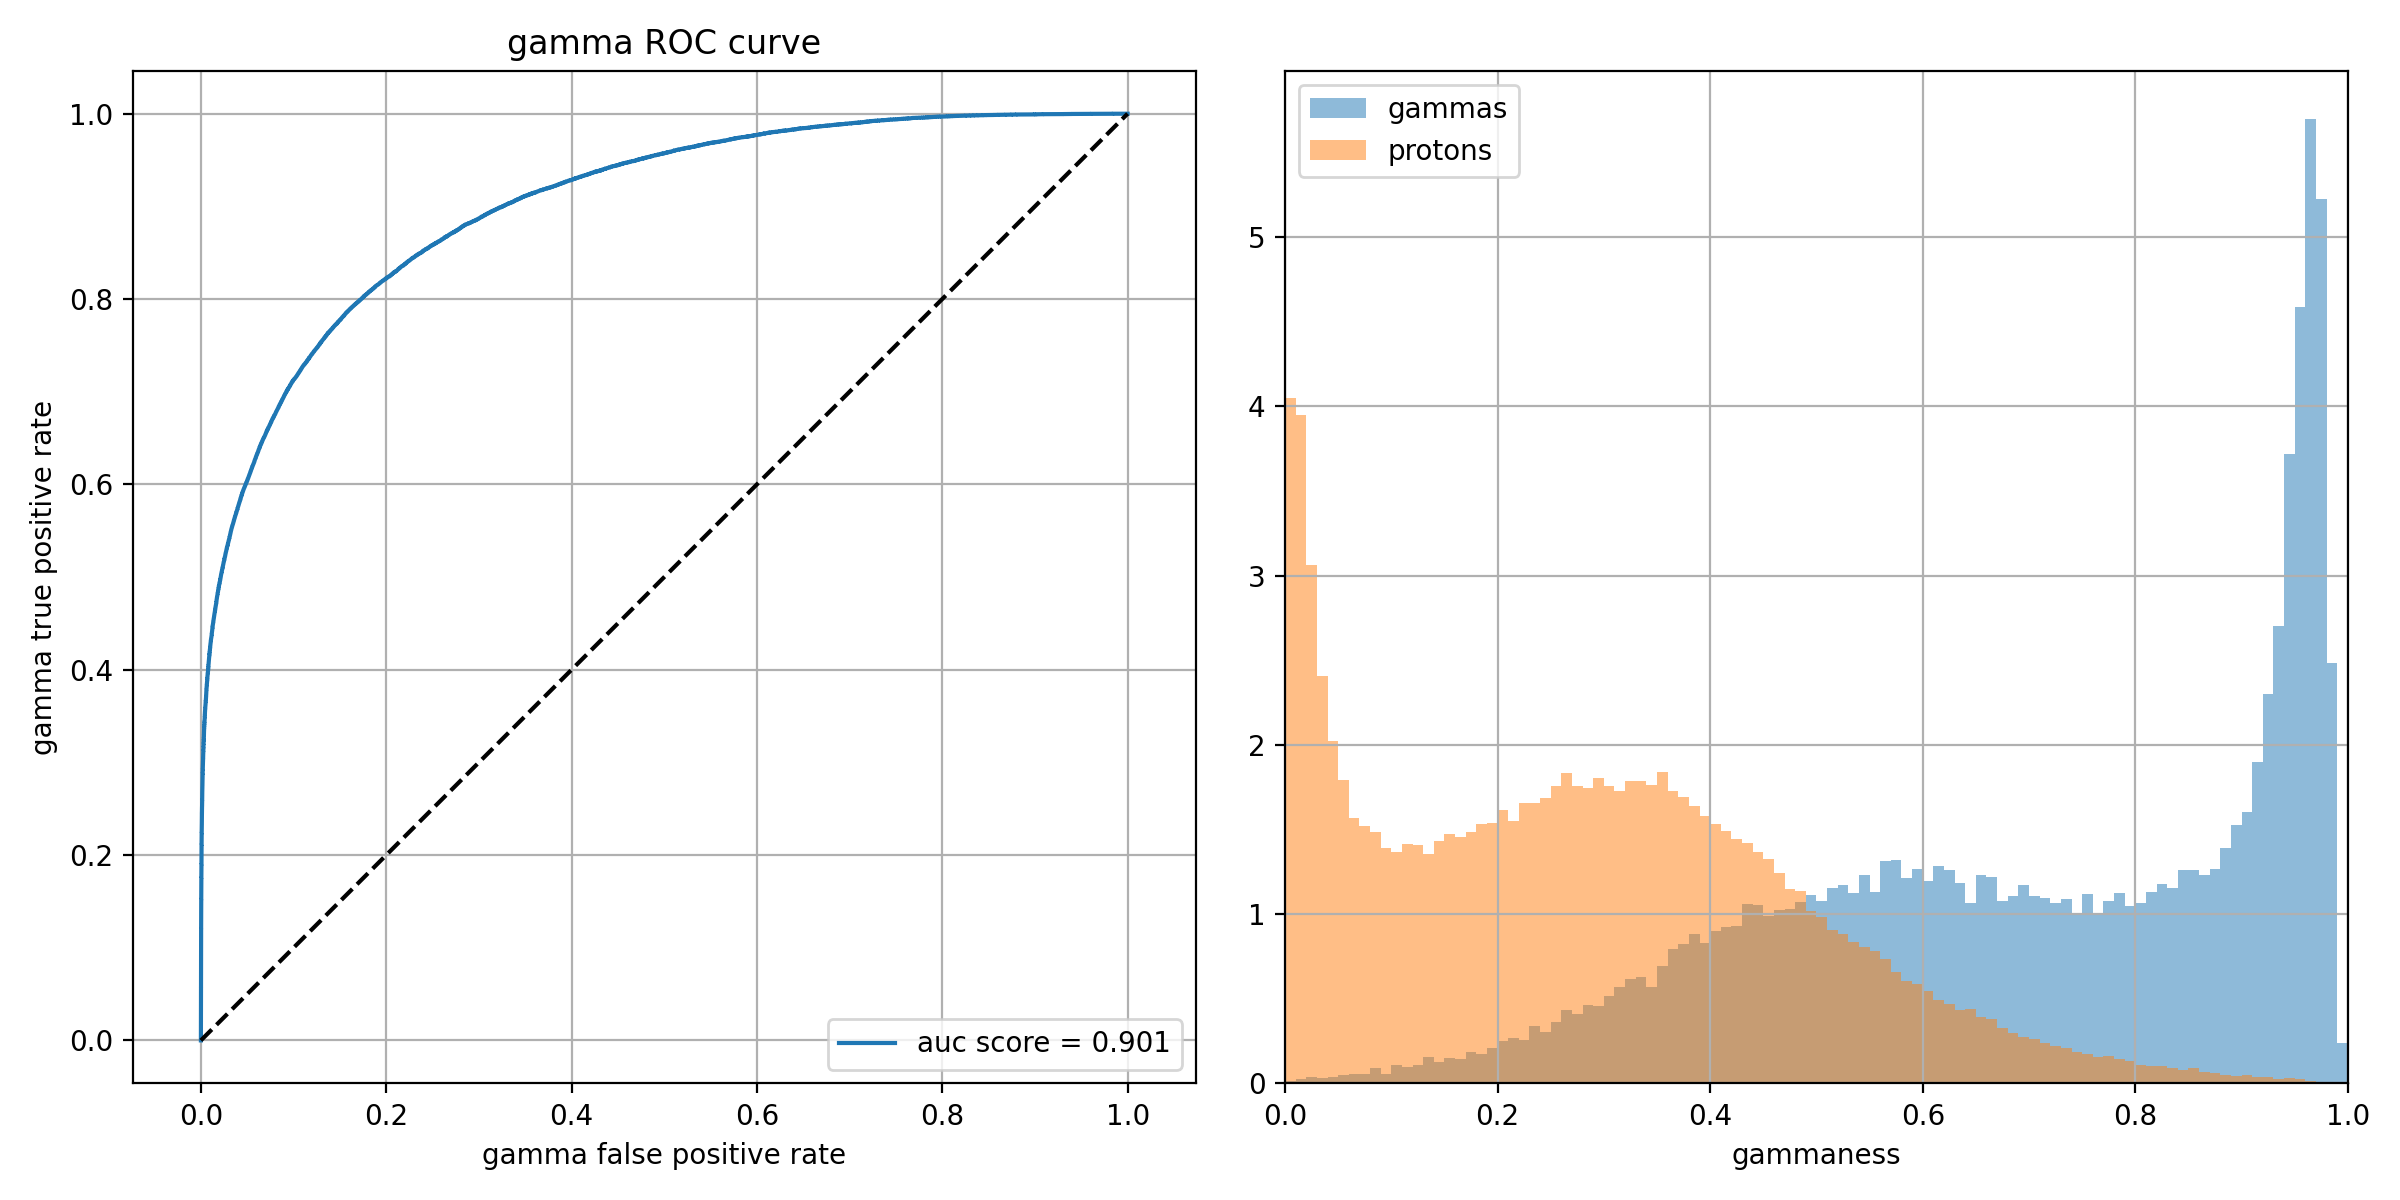 gamma ROC curve
gamma true positive rate
1.0
0.8
0.6
0.4
0.2
0.0
auc score = 0.901
0.0 0.2 0.4 0.6 0.8 1.0
gamma false positive rate
gammas
protons
5
4
3
2
1
0
0.0 0.2 0.4 0.6 0.8 1.0
gammaness